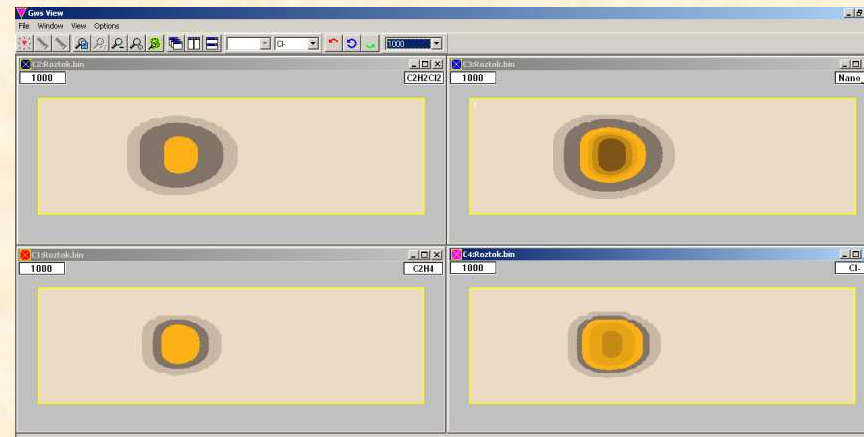 Gws View
File Window View Options
Cl-
1000
C2:Roztok.bin
1000
C2H2Cl2
C3:Roztok.bin
1000
Nano_
C1:Roztok.bin
1000
C2H4
C4:Roztok.bin
1000
Cl-